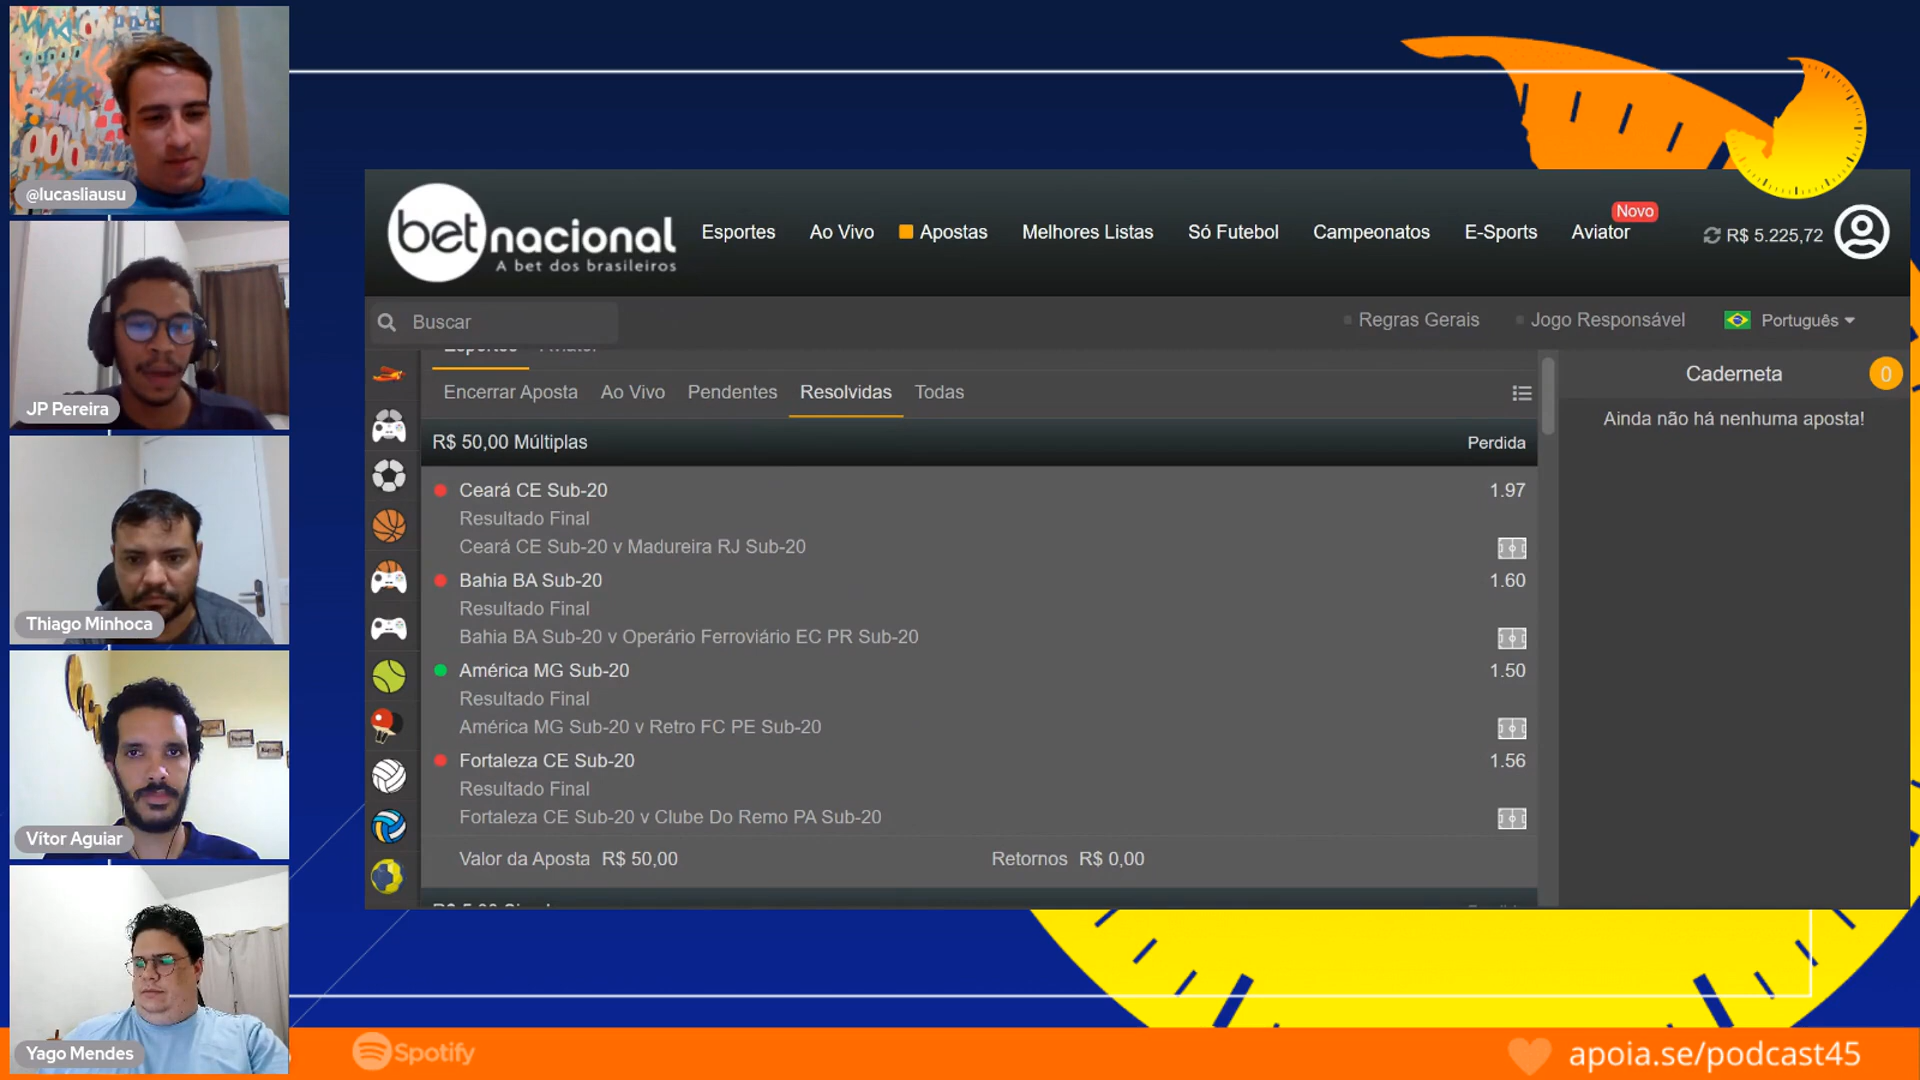 @lucasliausu
JP Pereira
Thiago Minhoca
Vítor Aguiar
Yago Mendes
bet nacional
A bet dos brasileiros
Esportes
Ao Vivo
Apostas
Melhores Listas
Só Futebol
Campeonatos
E-Sports
Aviator
Novo
R$ 5.225,72
Buscar
Regras Gerais
Jogo Responsável
Português
Esportes Aviator
Encerrar Aposta
Ao Vivo
Pendentes
Resolvidas
Todas
R$ 50,00 Múltiplas
Perdida
Ceará CE Sub-20
1.97
Resultado Final
Ceará CE Sub-20 v Madureira RJ Sub-20
Bahia BA Sub-20
1.60
Resultado Final
Bahia BA Sub-20 v Operário Ferroviário EC PR Sub-20
América MG Sub-20
1.50
Resultado Final
América MG Sub-20 v Retro FC PE Sub-20
Fortaleza CE Sub-20
1.56
Resultado Final
Fortaleza CE Sub-20 v Clube Do Remo PA Sub-20
Valor da Aposta R$ 50,00
Retornos R$ 0,00
Caderneta
0
Ainda não há nenhuma aposta!
Spotify
apoia.se/podcast45